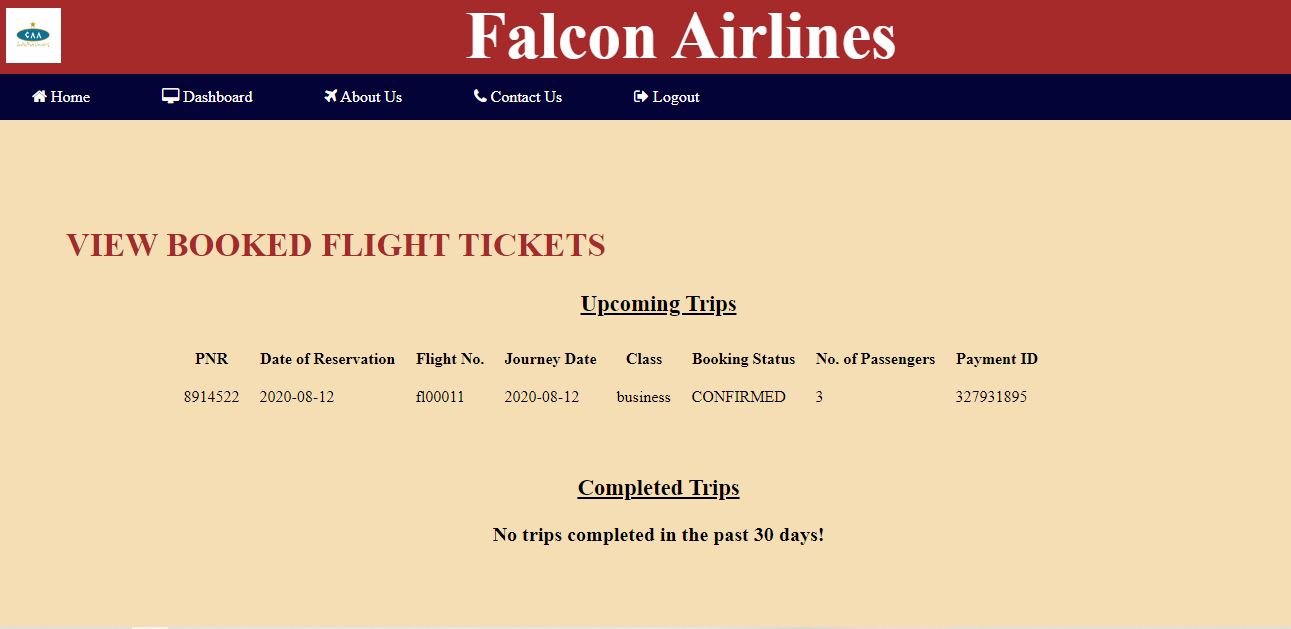 CAA
Falcon Airlines
Home Dashboard About Us Contact Us Logout
VIEW BOOKED FLIGHT TICKETS
Upcoming Trips
PNR Date of Reservation Flight No. Journey Date Class Booking Status No. of Passengers Payment ID
8914522 2020-08-12 fl00011 2020-08-12 business CONFIRMED 3 327931895
Completed Trips
No trips completed in the past 30 days!